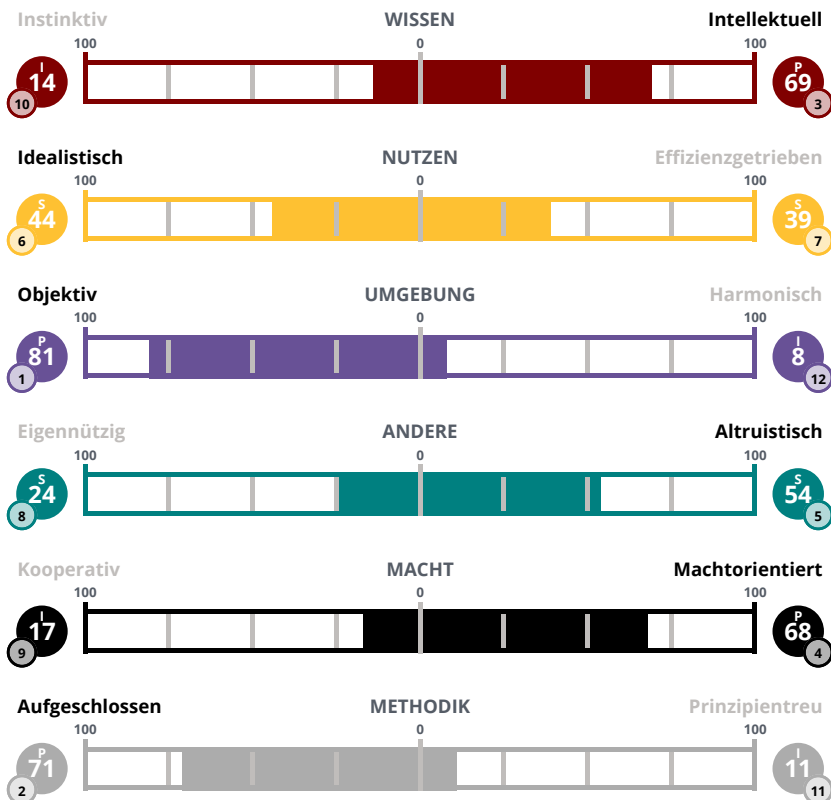 Instinktiv WISSEN Intellektuell
100 0 100
I P
14 69
10 3
Idealistisch NUTZEN Effizienzgetrieben
100 0 100
S S
44 39
6 7
Objektiv UMGEBUNG Harmonisch
100 0 100
P I
81 8
1 12
Eigennützig ANDERE Altruistisch
100 0 100
S S
24 54
8 5
Kooperativ MACHT Machtorientiert
100 0 100
I P
17 68
9 4
Aufgeschlossen METHODIK Prinzipientreu
100 0 100
P I
71 11
2 11